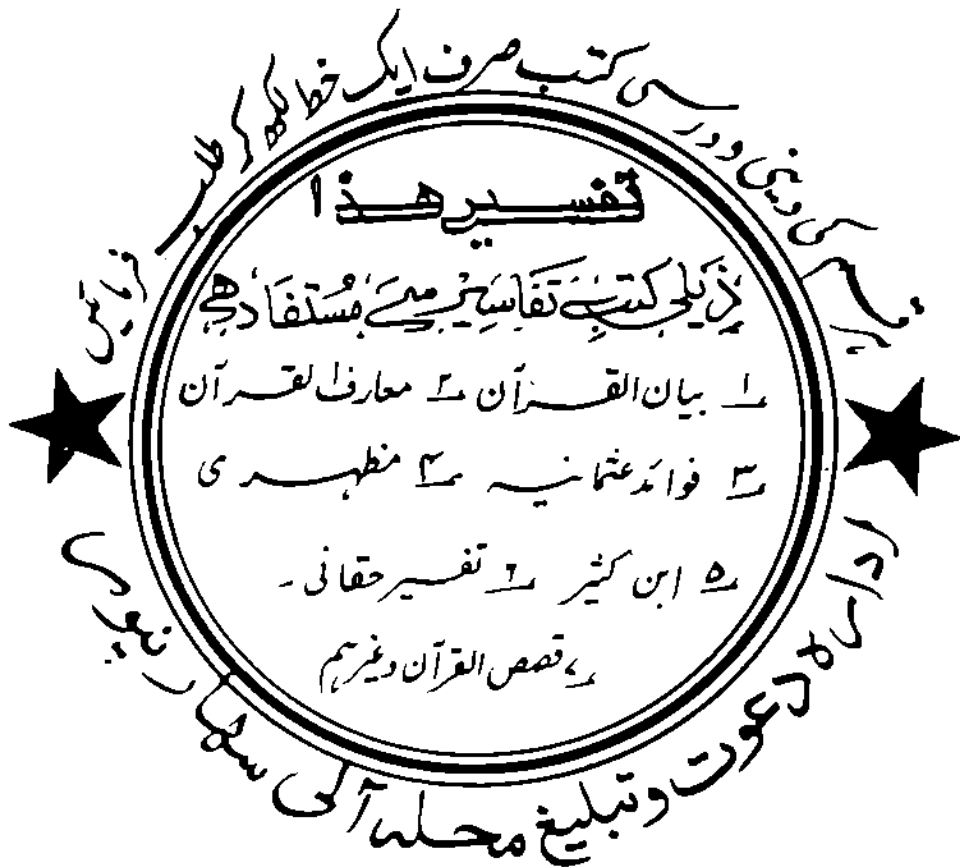 ہر قسم کی دینی و درسی کتب صرف ایک خط لکھ کر طلب فرمائیں
تفسیر ھذا
ذیلی کتب تفاسیر سے مستفاد ھے
۱ بیان القرآن ۲ معارف القرآن
۳ فوائد عثمانیہ ۴ مظہری
۵ ابن کثیر ۶ تفسیر حقانی ۔
۷ قصص القرآن وغیرہم
ادارہ دعوت و تبلیغ محلہ آلی سہارنپور